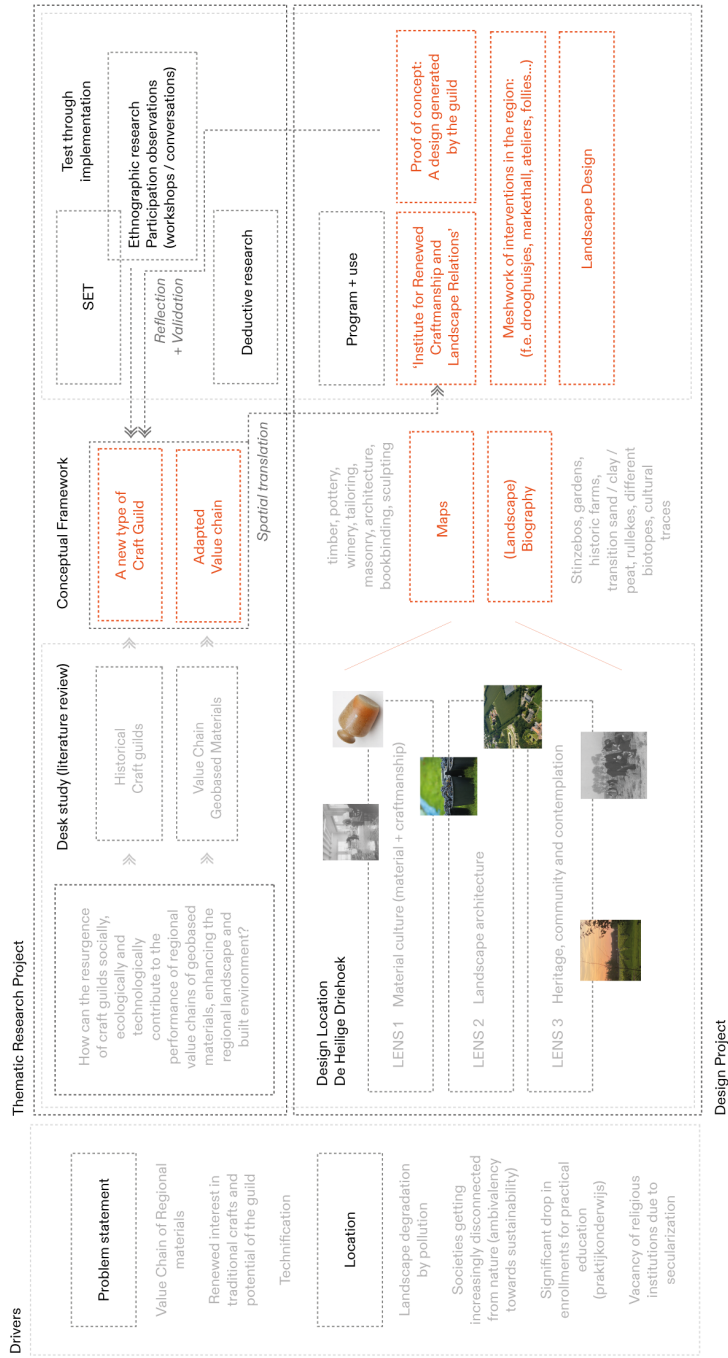 Drivers
Problem statement
Value Chain of Regional
materials
Renewed interest in
traditional crafts and
potential of the guild
Technification
Location
Landscape degradation
by pollution
Societies getting
increasingly disconnected
from nature (ambivalency
towards sustainability)
Significant drop in
enrollments for practical
education
(praktijkonderwijs)
Vacancy of religious
institutions due to
secularization
Thematic Research Project
How can the resurgence
of craft guilds socially,
ecologically and
technologically
contribute to the
performance of regional
value chains of geobased
materials, enhancing the
regional landscape and
built environment?
Desk study (literature review)
Historical
Craft guilds
Value Chain
Geobased Materials
Conceptual Framework
A new type of
Craft Guild
Adapted
Value chain
Spatial translation
SET
Test through
implementation
Ethnographic research
Participation observations
(workshops / conversations)
Reflection
+ Validation
Deductive research
Design Location
De Heilige Driehoek
LENS 1 Material culture (material + craftmanship)
LENS 2 Landscape architecture
LENS 3 Heritage, community and contemplation
timber, pottery,
winery, tailoring,
masonry, architecture,
bookbinding, sculpting
Maps
(Landscape)
Biography
Stinzebos, gardens,
historic farms,
transition sand / clay /
peat, rullekes, different
biotopes, cultural
traces
Program + use
'Institute for Renewed
Craftmanship and
Landscape Relations'
Proof of concept:
A design generated
by the guild
Meshwork of interventions in the region:
(f.e. drooghuisjes, markethall, ateliers, follies...)
Landscape Design
Design Project